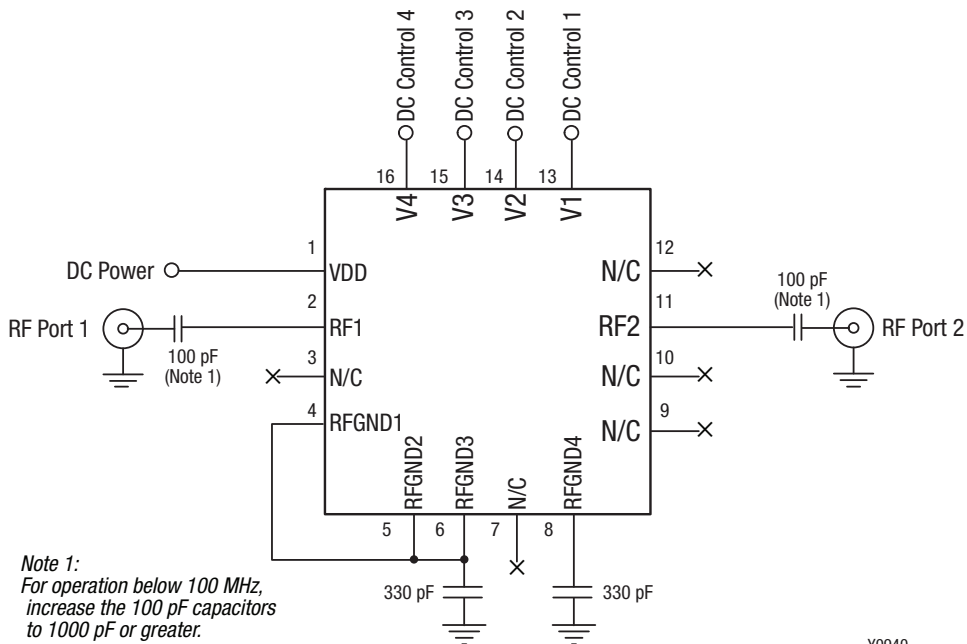 DC Control 4
DC Control 3
DC Control 2
DC Control 1
16
15
14
13
V4
V3
V2
V1
1
12
DC Power
VDD
N/C
2
11
100 pF
(Note 1)
RF Port 1
RF1
RF2
RF Port 2
100 pF
(Note 1)
3
10
N/C
N/C
4
9
RFGND1
N/C
RFGND2
RFGND3
N/C
RFGND4
5
6
7
8
330 pF
330 pF
Note 1:
For operation below 100 MHz,
increase the 100 pF capacitors
to 1000 pF or greater.